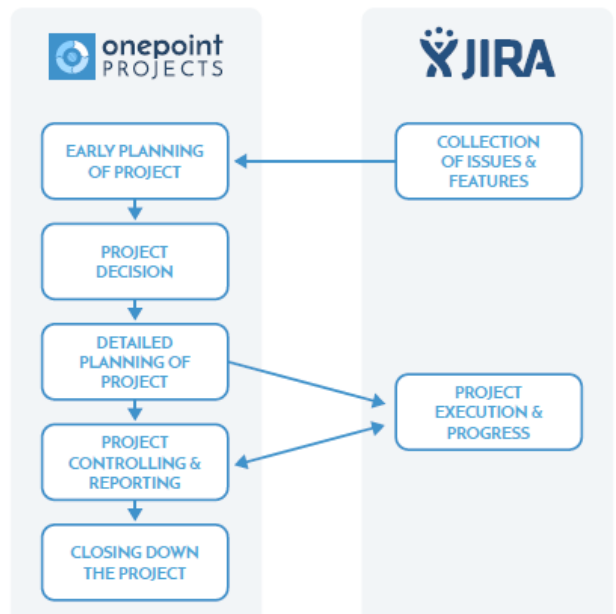 onepoint
PROJECTS
JIRA
EARLY PLANNING
OF PROJECT
COLLECTION
OF ISSUES &
FEATURES
PROJECT
DECISION
DETAILED
PLANNING OF
PROJECT
PROJECT
EXECUTION &
PROGRESS
PROJECT
CONTROLLING &
REPORTING
CLOSING DOWN
THE PROJECT